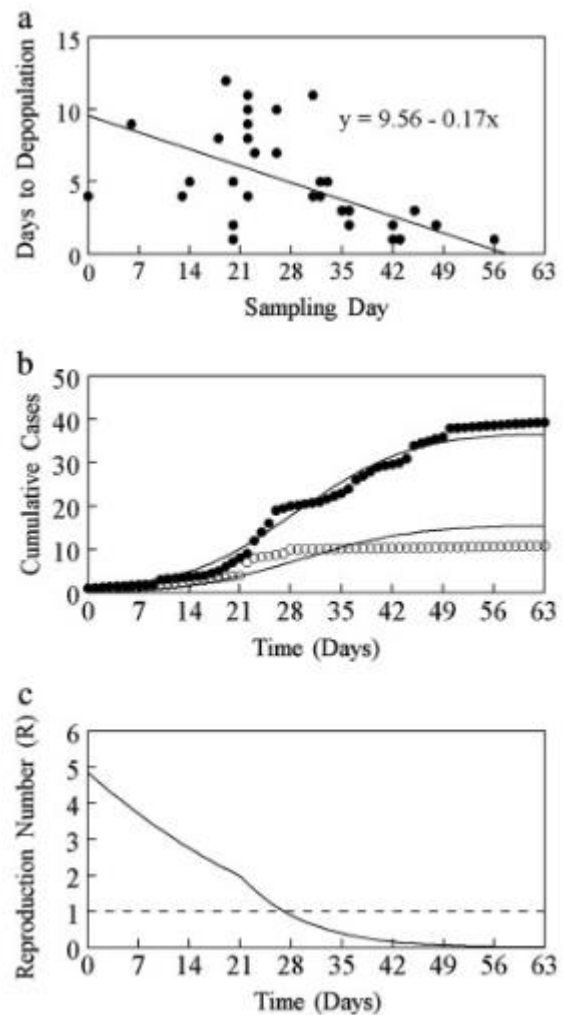 a
15
10
5
0
Days to Depopulation
y = 9.56 - 0.17x
0 7 14 21 28 35 42 49 56 63
Sampling Day
b
50
40
30
20
10
0
Cumulative Cases
0 7 14 21 28 35 42 49 56 63
Time (Days)
c
6
5
4
3
2
1
0
Reproduction Number (R)
0 7 14 21 28 35 42 49 56 63
Time (Days)